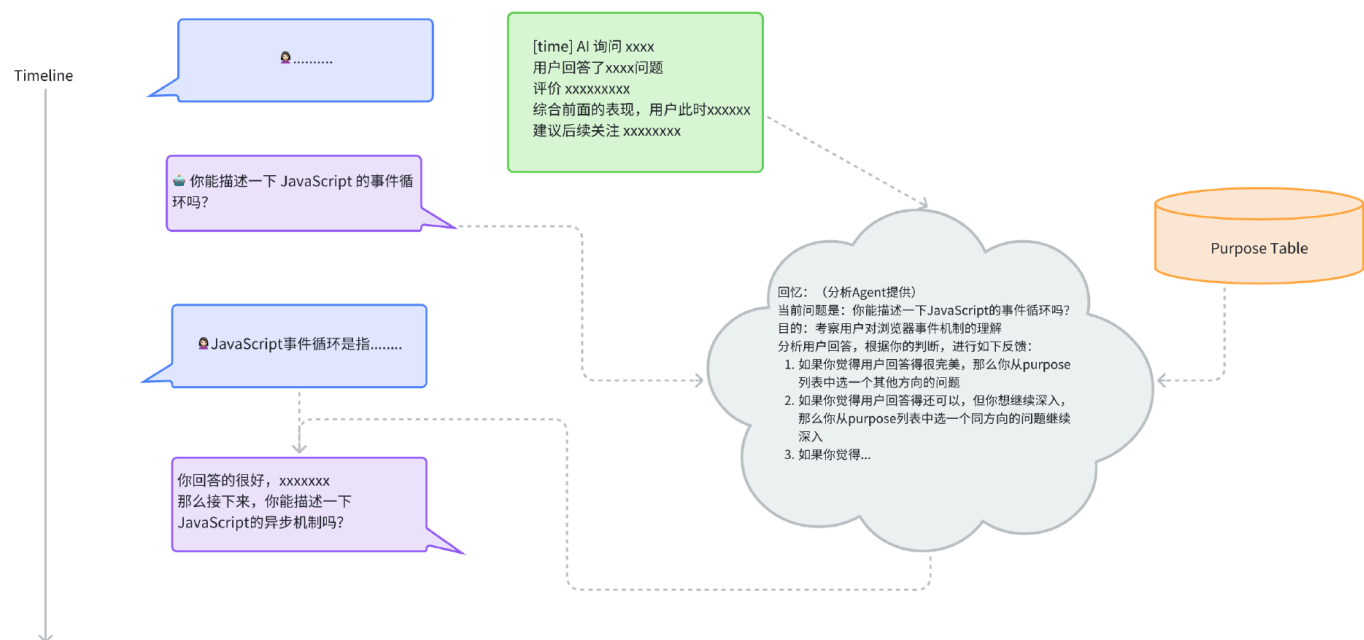 Timeline
..........
[time] AI 询问 xxxx
用户回答了xxxx问题
评价 xxxxxxxxx
综合前面的表现，用户此时xxxxxx
建议后续关注 xxxxxxxx
你能描述一下 JavaScript 的事件循
环吗？
Purpose Table
回忆：（分析Agent提供）
当前问题是：你能描述一下JavaScript的事件循环吗？
目的：考察用户对浏览器事件机制的理解
分析用户回答，根据你的判断，进行如下反馈：
1. 如果你觉得用户回答得很完美，那么你从purpose
列表中选一个其他方向的问题
2. 如果你觉得用户回答得还可以，但你想继续深入，
那么你从purpose列表中选一个同方向的问题继续
深入
3. 如果你觉得...
JavaScript事件循环是指........
你回答的很好，xxxxxxx
那么接下来，你能描述一下
JavaScript的异步机制吗？